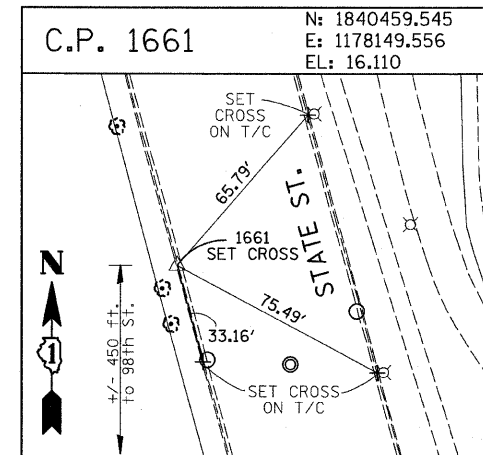 C.P. 1661
N: 1840459.545
E: 1178149.556
EL: 16.110
SET
CROSS
ON T/C
65.79'
STATE ST.
1661
SET CROSS
N
75.49'
1
+/- 450 ft.
to 98th St.
33.16'
SET CROSS
ON T/C